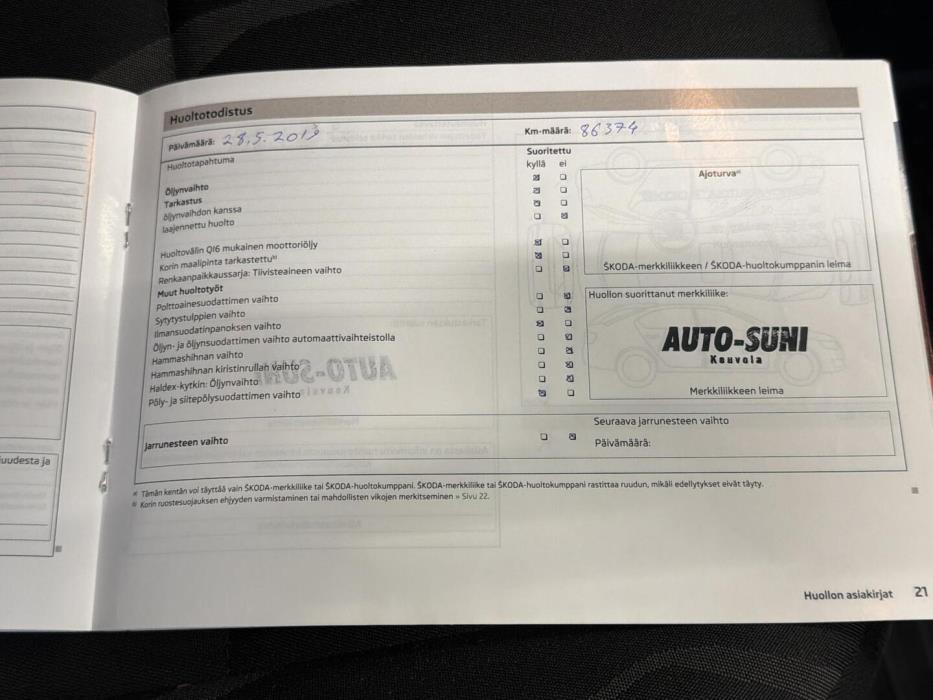 Huoltotodistus
Päivämäärä: 28.5.2019
Km-määrä: 86374
Huoltotapahtuma
Suoritettu
kyllä ei
Öljynvaihto
Tarkastus
öljynvaihdon kanssa
laajennettu huolto
Huoltovälin QI6 mukainen moottoriöljy
Korin maalipinta tarkastettu b)
Renkaanpaikkaussarja: Tiivisteaineen vaihto
Muut huoltotyöt
Polttoainesuodattimen vaihto
Sytytystulppien vaihto
Ilmansuodatinpanoksen vaihto
Öljyn- ja öljynsuodattimen vaihto automaattivaihteistolla
Hammashihnan vaihto
Hammashihnan kiristinrullan vaihto
Haldex-kytkin: Öljynvaihto
Pöly- ja siitepölysuodattimen vaihto
Ajoturva a)
ŠKODA-merkkiliikkeen / ŠKODA-huoltokumppanin leima
Huollon suorittanut merkkiliike:
AUTO-SUNI
Kouvola
Merkkiliikkeen leima
Jarrunesteen vaihto
Seuraava jarrunesteen vaihto
Päivämäärä:
a) Tämän kentän voi täyttää vain ŠKODA-merkkiliike tai ŠKODA-huoltokumppani. ŠKODA-merkkiliike tai ŠKODA-huoltokumppani rastittaa ruudun, mikäli edellytykset eivät täyty.
b) Korin ruostesuojauksen ehjyyden varmistaminen tai mahdollisten vikojen merkitseminen » Sivu 22.
uudesta ja
Huollon asiakirjat 21